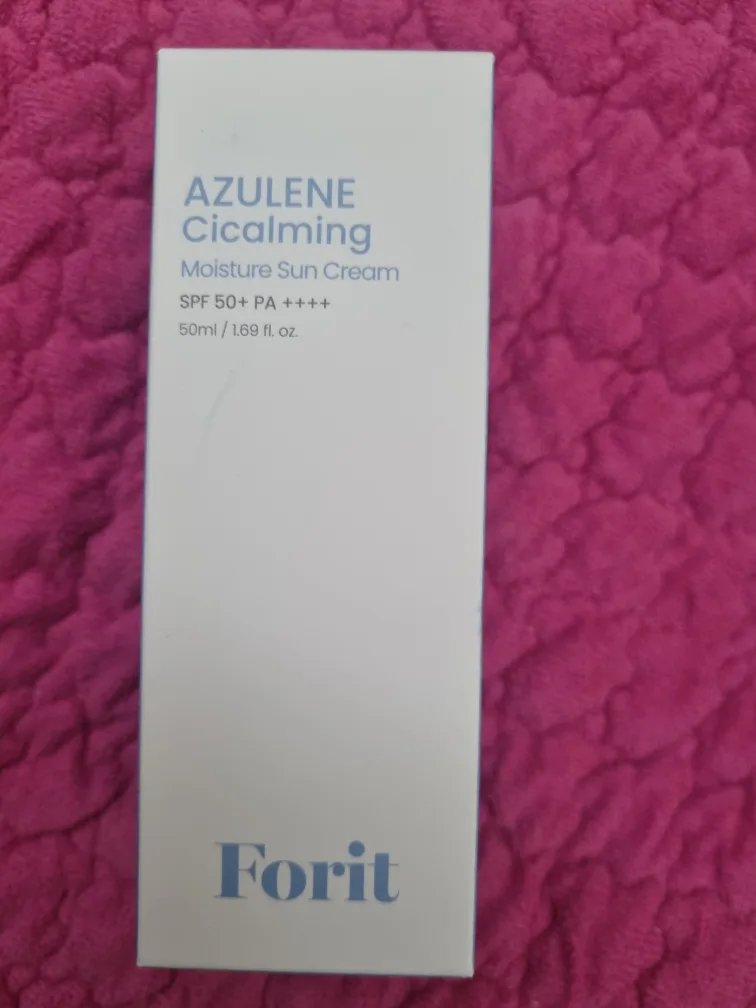 AZULENE
Cicalming
Moisture Sun Cream
SPF 50+ PA ++++
50ml / 1.69 fl. oz.
Forit